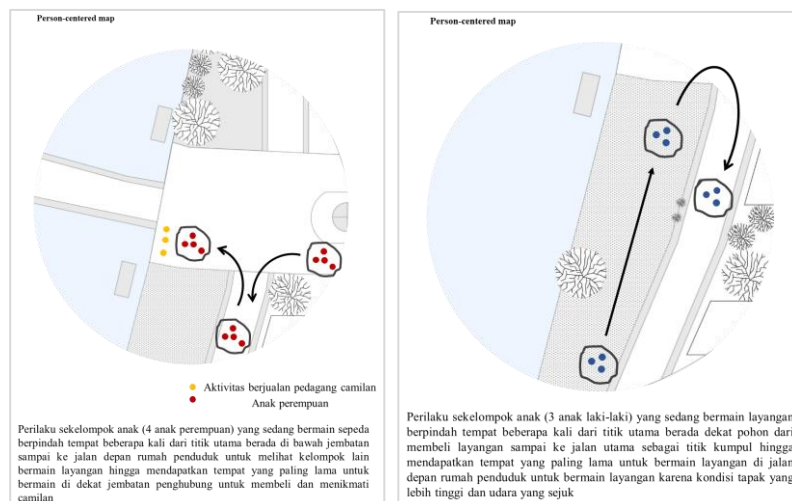 Person-centered map
Aktivitas berjualan pedagang camilan
Anak perempuan
Perilaku sekelompok anak (4 anak perempuan) yang sedang bermain sepeda
berpindah tempat beberapa kali dari titik utama berada di bawah jembatan
sampai ke jalan depan rumah penduduk untuk melihat kelompok lain
bermain layangan hingga mendapatkan tempat yang paling lama untuk
bermain di dekat jembatan penghubung untuk membeli dan menikmati
camilan
Person-centered map
Perilaku sekelompok anak (3 anak laki-laki) yang sedang bermain layangan
berpindah tempat beberapa kali dari titik utama berada dekat pohon dari
membeli layangan sampai ke jalan utama sebagai titik kumpul hingga
mendapatkan tempat yang paling lama untuk bermain layangan di jalan
depan rumah penduduk untuk bermain layangan karena kondisi tapak yang
lebih tinggi dan udara yang sejuk